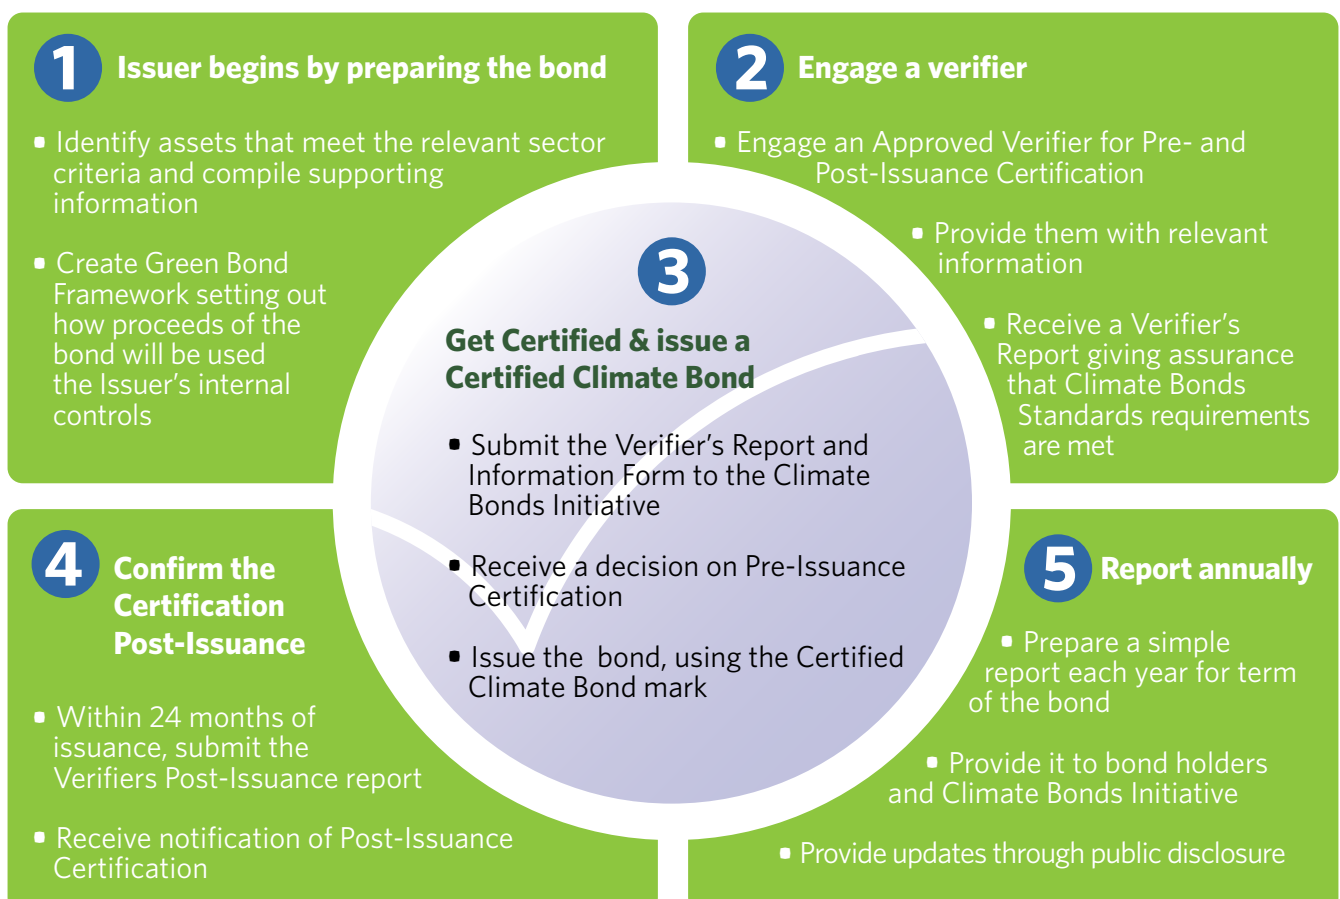 1 Issuer begins by preparing the bond
▪ Identify assets that meet the relevant sector
criteria and compile supporting
information
▪ Create Green Bond
Framework setting out
how proceeds of the
bond will be used
the Issuer's internal
controls
2 Engage a verifier
▪ Engage an Approved Verifier for Pre- and
Post-Issuance Certification
▪ Provide them with relevant
information
▪ Receive a Verifier's
Report giving assurance
that Climate Bonds
Standards requirements
are met
3
Get Certified & issue a
Certified Climate Bond
▪ Submit the Verifier's Report and
Information Form to the Climate
Bonds Initiative
▪ Receive a decision on Pre-Issuance
Certification
▪ Issue the bond, using the Certified
Climate Bond mark
4 Confirm the
Certification
Post-Issuance
▪ Within 24 months of
issuance, submit the
Verifiers Post-Issuance report
▪ Receive notification of Post-Issuance
Certification
5 Report annually
▪ Prepare a simple
report each year for term
of the bond
▪ Provide it to bond holders
and Climate Bonds Initiative
▪ Provide updates through public disclosure